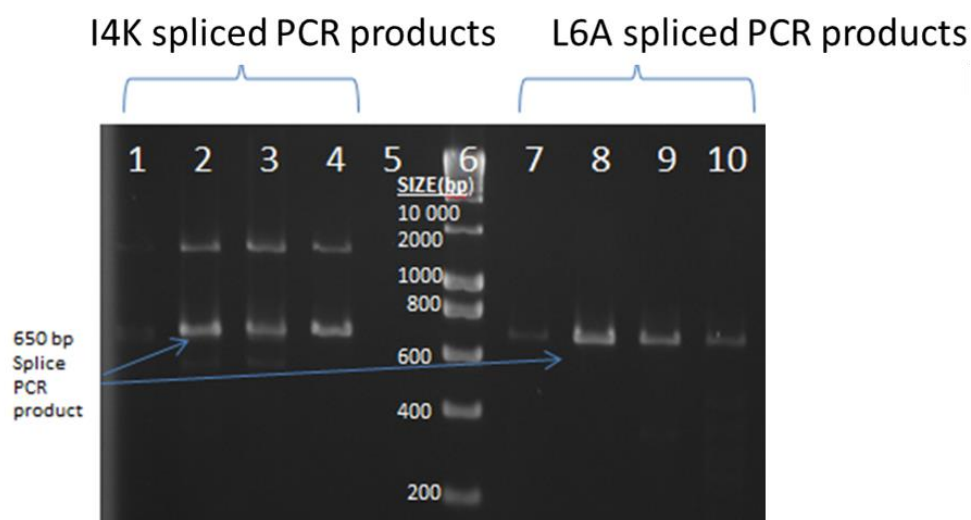 I4K spliced PCR products L6A spliced PCR products
1 2 3 4 5 6 7 8 9 10
SIZE(bp)
10 000
2000
1000
800
650 bp
Splice
PCR
product
600
400
200